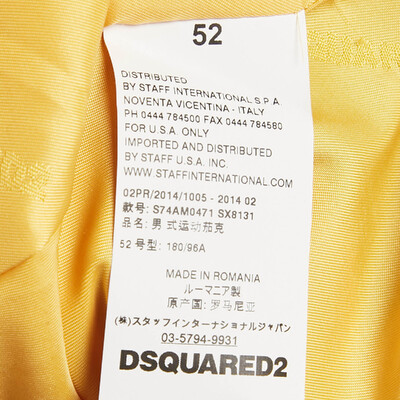 52
DISTRIBUTED
BY STAFF INTERNATIONAL S.P.A.
NOVENTA VICENTINA - ITALY
PH 0444 784500 FAX 0444 784580
FOR U.S.A. ONLY
IMPORTED AND DISTRIBUTED
BY STAFF U.S.A. INC.
WWW.STAFFINTERNATIONAL.COM
02PR/2014/1005 - 2014 02
款号: S74AM0471 SX8131
品名: 男式运动茄克
52 号型: 180/96A
MADE IN ROMANIA
ルーマニア製
原产国: 罗马尼亚
(株)スタッフインターナショナルジャパン
03-5794-9931
DSQUARED2